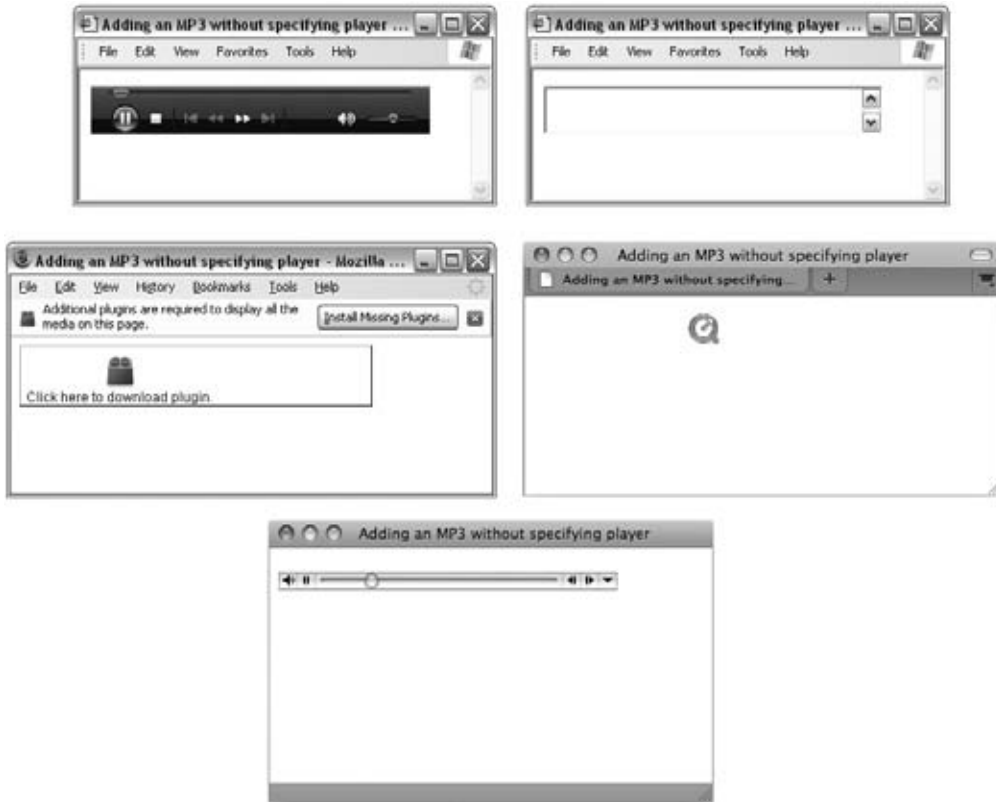 Adding an MP3 without specifying player ...
File Edit View Favorites Tools Help
Adding an MP3 without specifying player ...
File Edit View Favorites Tools Help
Adding an MP3 without specifying player - Mozilla ...
File Edit View History Bookmarks Tools Help
Additional plugins are required to display all the
media on this page.
Install Missing Plugins...
Click here to download plugin.
Adding an MP3 without specifying player
Adding an MP3 without specifying...
Adding an MP3 without specifying player